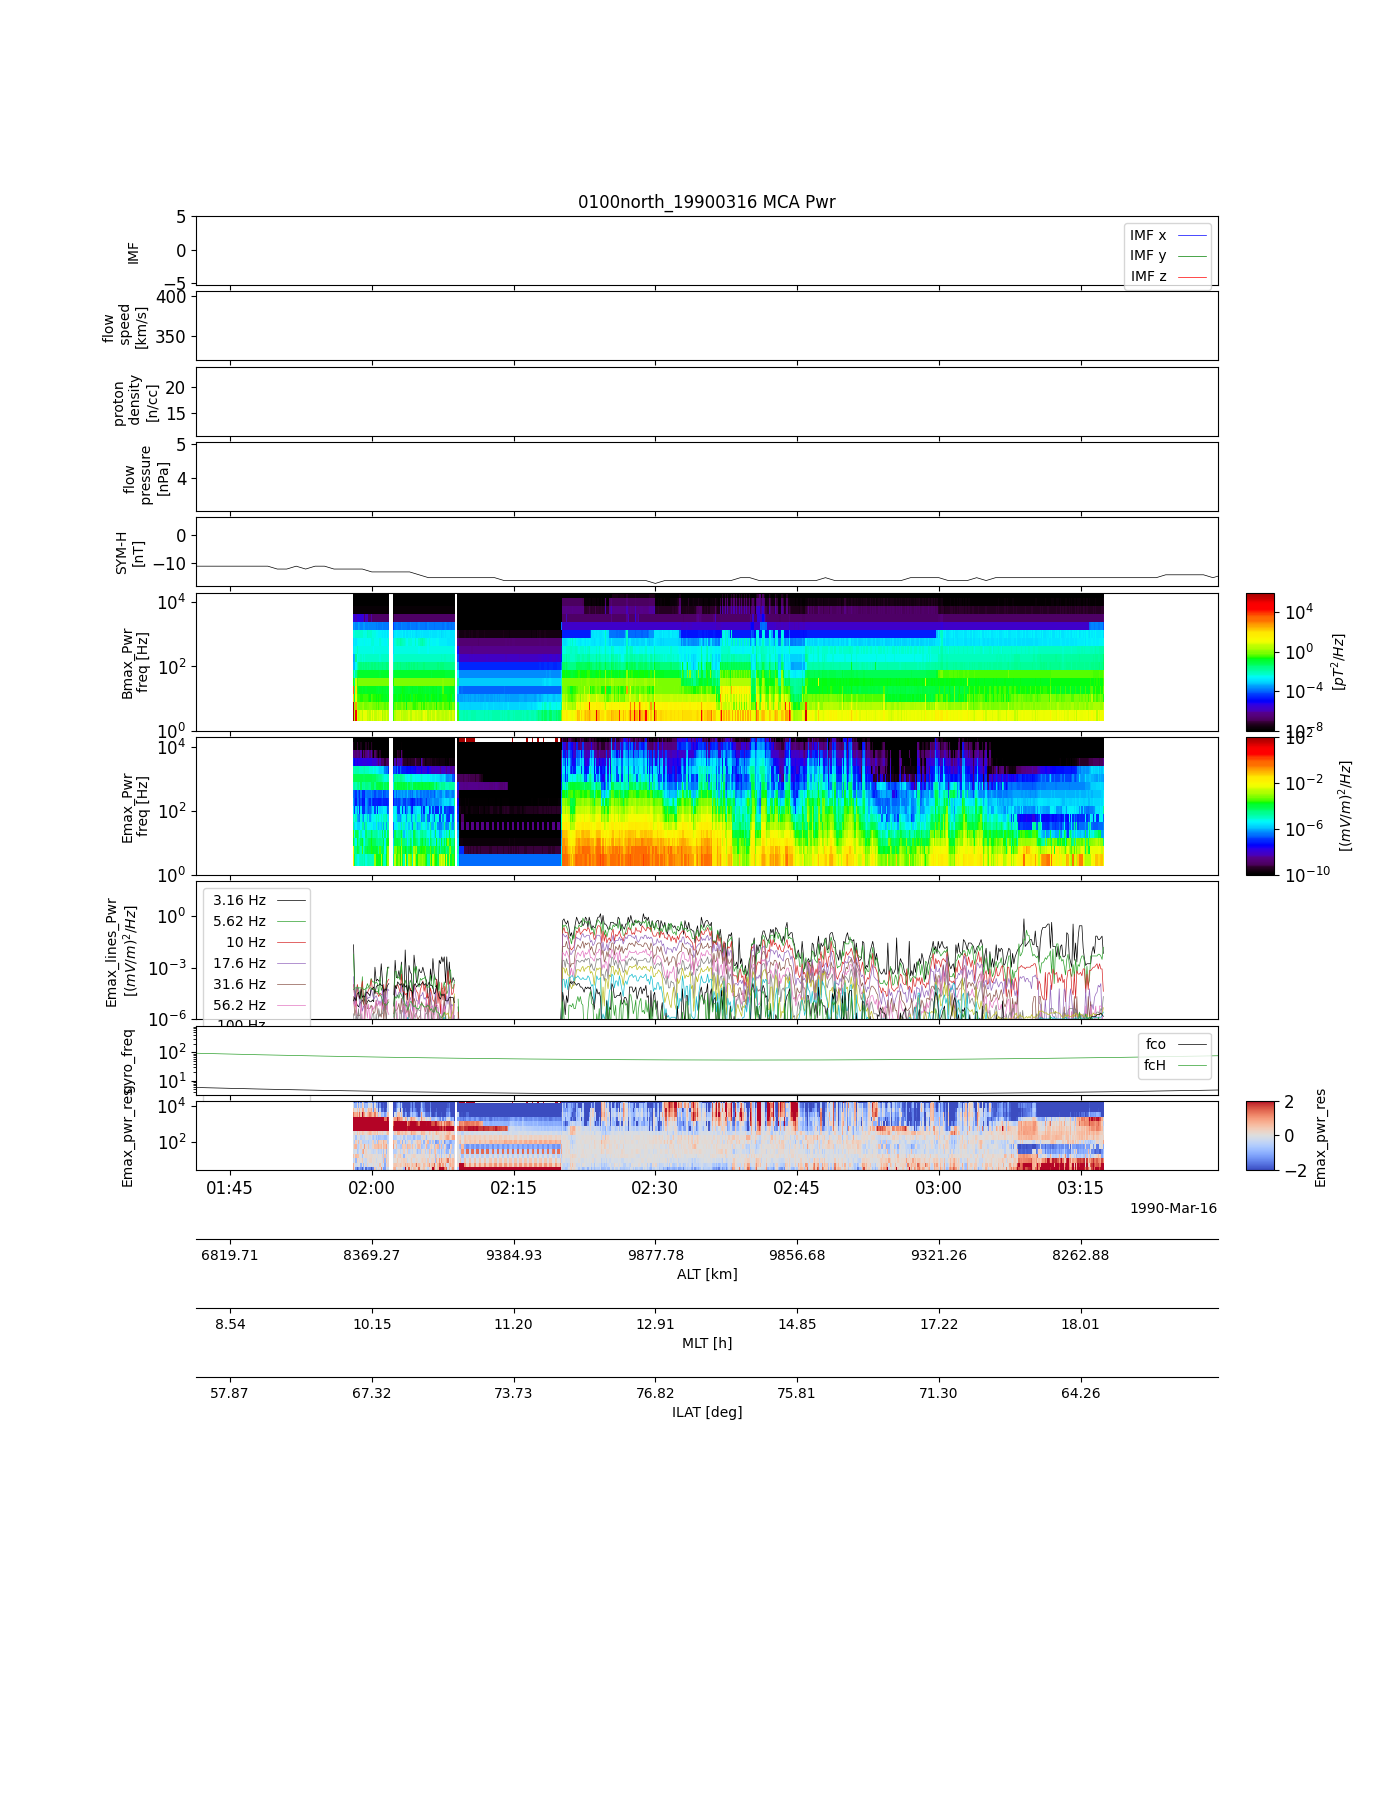 0100north_19900316 MCA Pwr
5
0
−5
IMF
IMF x
IMF y
IMF z
400
350
flow
speed
[km/s]
20
15
proton
density
[n/cc]
5
4
flow
pressure
[nPa]
0
−10
SYM-H
[nT]
10^4
10^2
10^0
Bmax_Pwr
freq [Hz]
10^4
10^0
10^−4
10^−8
[pT^2/Hz]
10^4
10^2
10^0
Emax_Pwr
freq [Hz]
10^2
10^−2
10^−6
10^−10
[(mV/m)^2/Hz]
10^0
10^−3
10^−6
Emax_lines_Pwr
[(mV/m)^2/Hz]
3.16 Hz
5.62 Hz
10 Hz
17.6 Hz
31.6 Hz
56.2 Hz
100 Hz
10^2
10^1
gyro_freq
fco
fcH
10^4
10^2
Emax_pwr_res
2
0
−2
Emax_pwr_res
01:45 02:00 02:15 02:30 02:45 03:00 03:15
1990-Mar-16
6819.71 8369.27 9384.93 9877.78 9856.68 9321.26 8262.88
ALT [km]
8.54 10.15 11.20 12.91 14.85 17.22 18.01
MLT [h]
57.87 67.32 73.73 76.82 75.81 71.30 64.26
ILAT [deg]